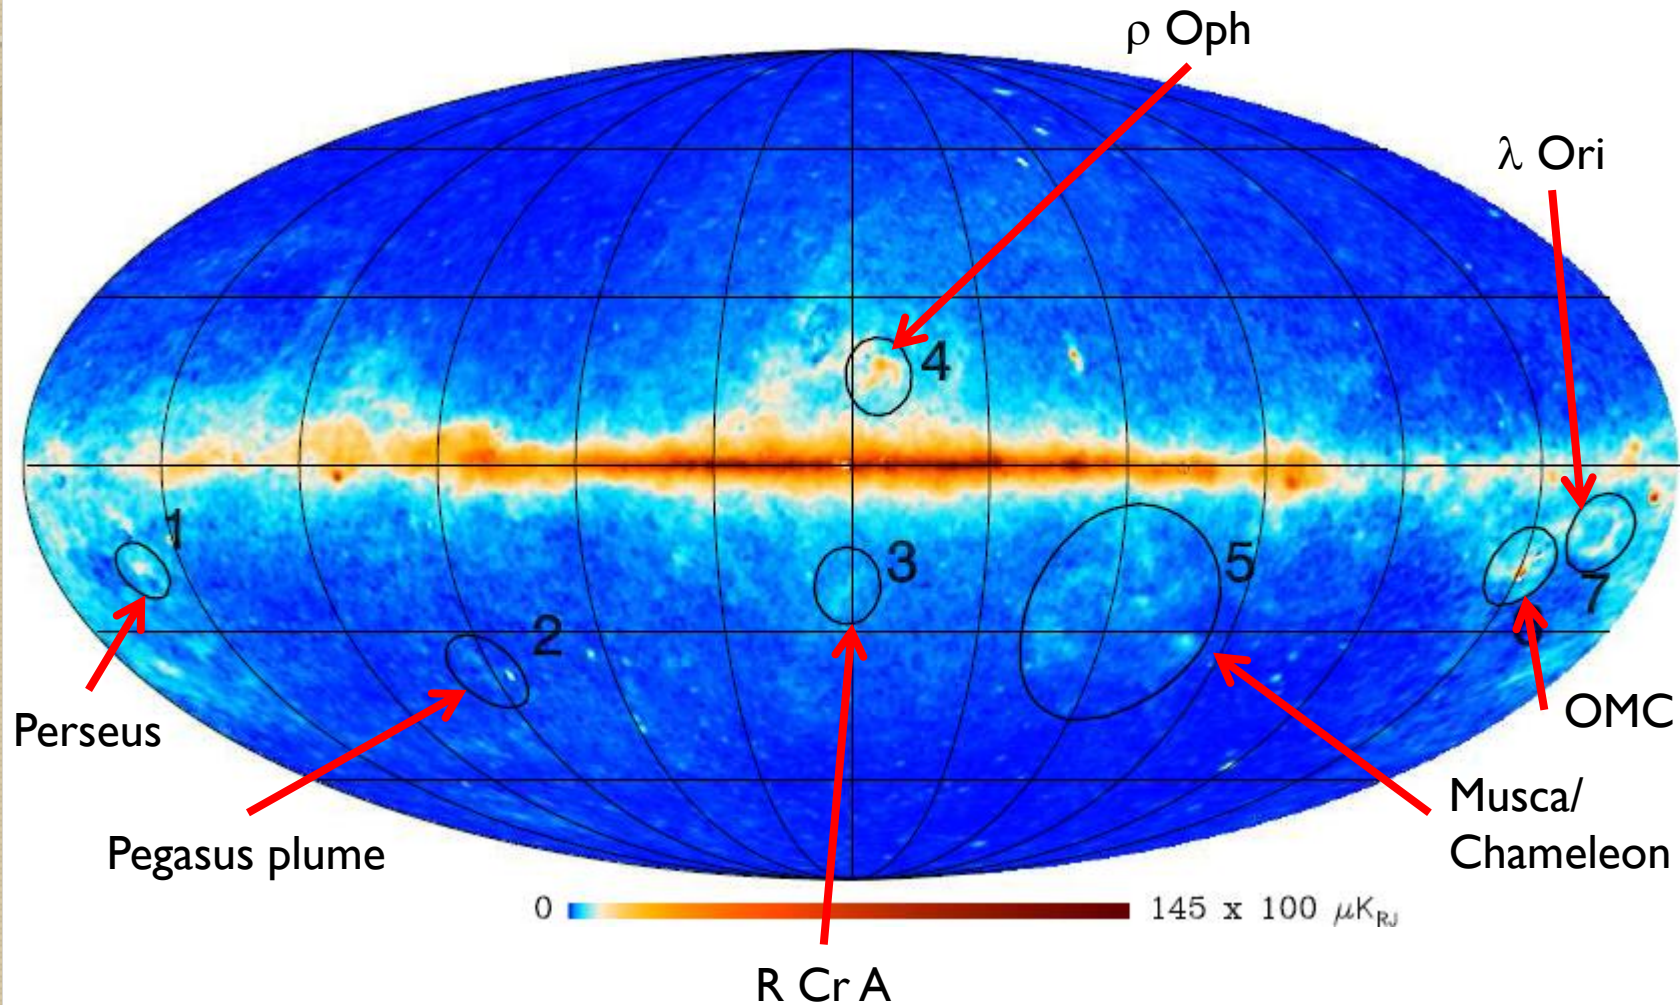 ρ Oph
λ Ori
4
1
3
5
7
2
Perseus
OMC
Pegasus plume
Musca/
Chameleon
0
145 x 100 μK_RJ
R Cr A